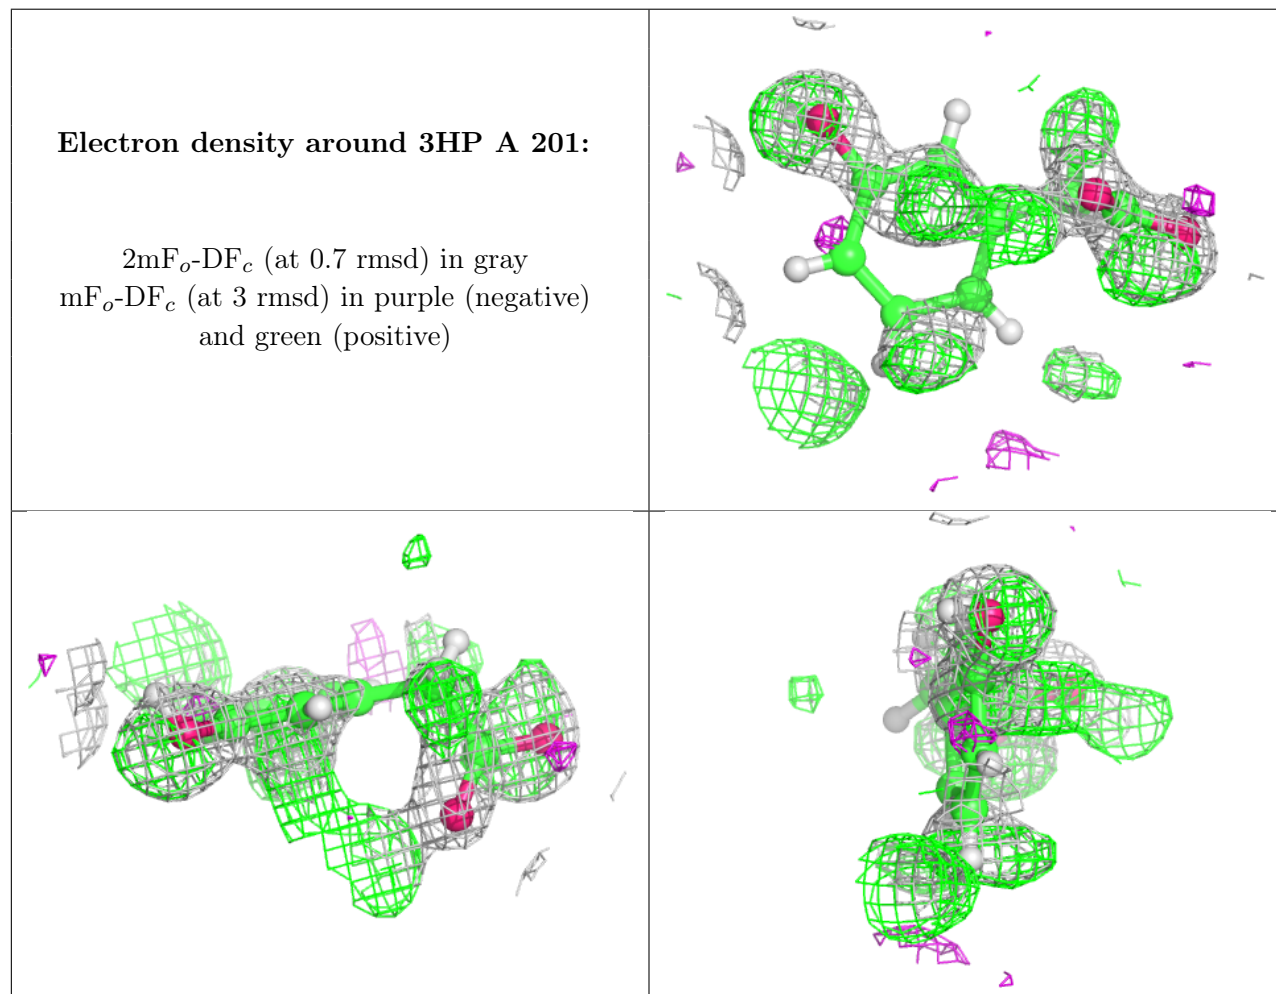 Electron density around 3HP A 201:
2mFo-DFc (at 0.7 rmsd) in gray
mFo-DFc (at 3 rmsd) in purple (negative)
and green (positive)